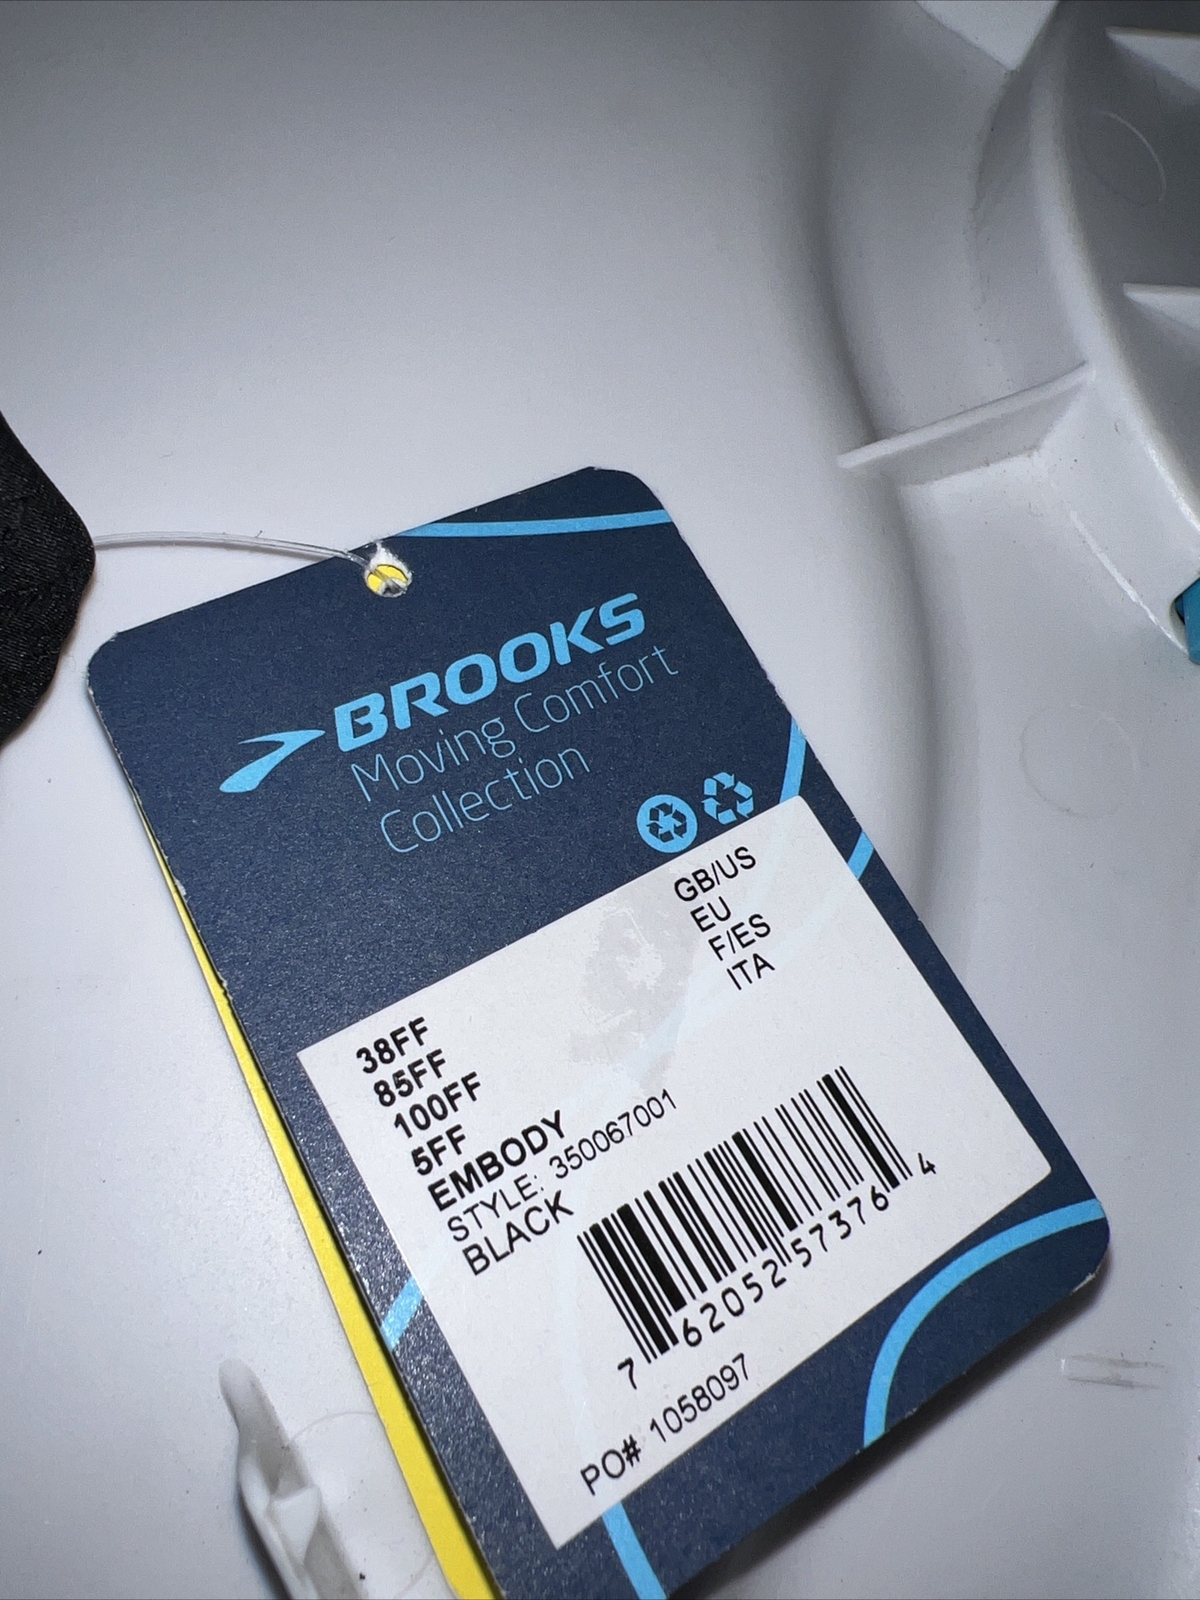 BROOKS
Moving Comfort
Collection
38FF GB/US
85FF EU
100FF F/ES
5FF ITA
EMBODY
STYLE: 350067001
BLACK
7 62052 57376 4
PO# 1058097